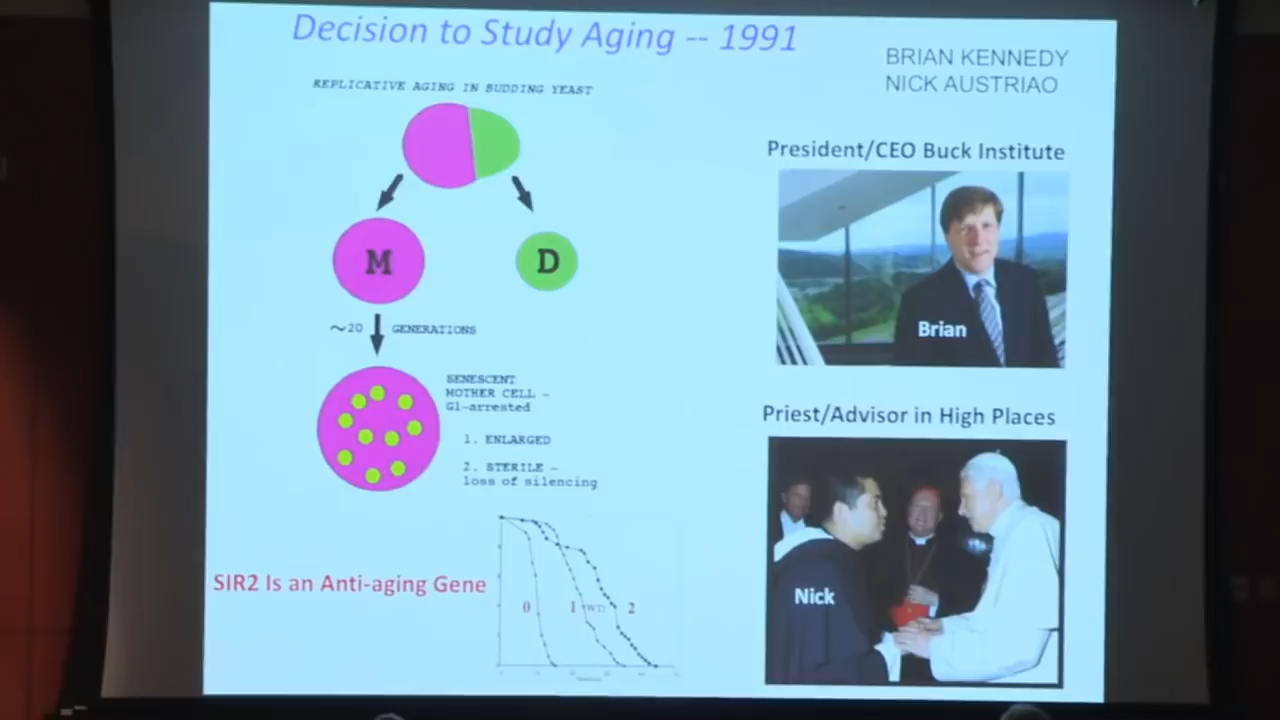 Decision to Study Aging -- 1991
BRIAN KENNEDY
NICK AUSTRIAO
REPLICATIVE AGING IN BUDDING YEAST
M
D
~20 GENERATIONS
SENESCENT
MOTHER CELL -
G1-arrested
1. ENLARGED
2. STERILE -
loss of silencing
SIR2 Is an Anti-aging Gene
0
1 (WT)
2
President/CEO Buck Institute
Brian
Priest/Advisor in High Places
Nick